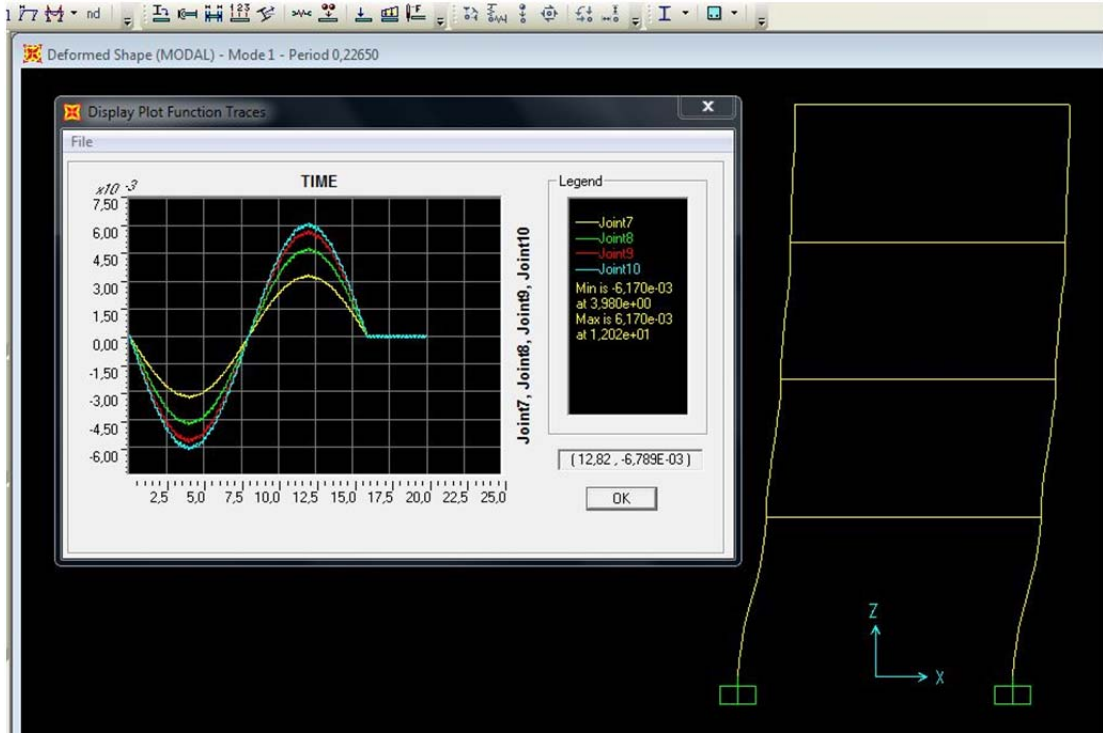 nd
123
Deformed Shape (MODAL) - Mode 1 - Period 0,22650
Display Plot Function Traces
x
File
x10 -3
TIME
7,50
6,00
4,50
3,00
1,50
0,00
-1,50
-3,00
-4,50
-6,00
2,5 5,0 7,5 10,0 12,5 15,0 17,5 20,0 22,5 25,0
Joint7, Joint8, Joint9, Joint10
Legend
Joint7
Joint8
Joint9
Joint10
Min is -6,170e-03
at 3,980e+00
Max is 6,170e-03
at 1,202e+01
( 12,82 , -6,789E-03 )
OK
Z
X